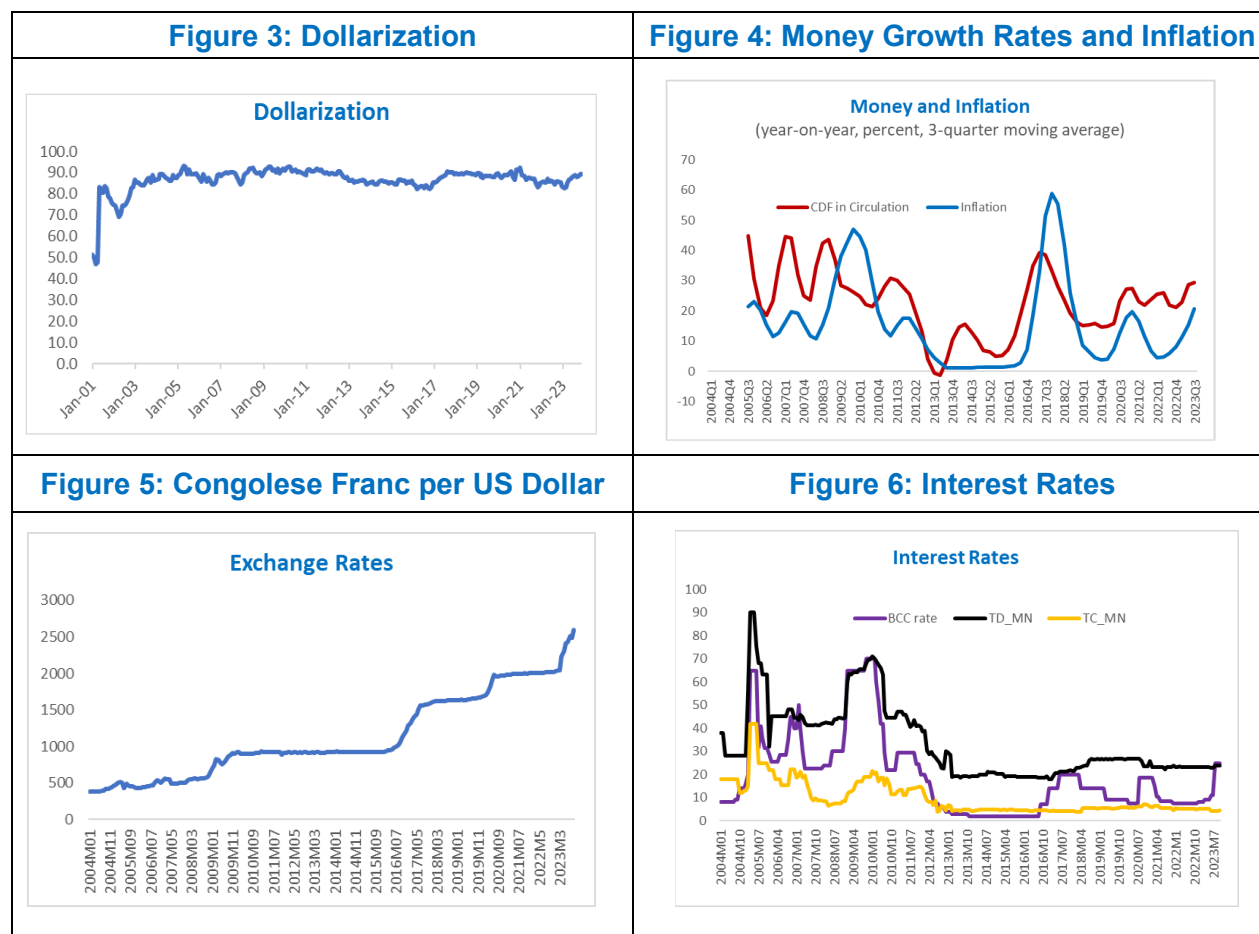 Figure 3: Dollarization
Dollarization
100.0
90.0
80.0
70.0
60.0
50.0
40.0
30.0
20.0
10.0
0.0
Jan-01
Jan-03
Jan-05
Jan-07
Jan-09
Jan-11
Jan-13
Jan-15
Jan-17
Jan-19
Jan-21
Jan-23
Figure 4: Money Growth Rates and Inflation
Money and Inflation
(year-on-year, percent, 3-quarter moving average)
70
60
50
40
30
20
10
0
-10
CDF in Circulation
Inflation
2004Q1
2004Q4
2005Q3
2006Q2
2007Q1
2007Q4
2008Q3
2009Q2
2010Q1
2010Q4
2011Q3
2012Q2
2013Q1
2013Q4
2014Q3
2015Q2
2016Q1
2016Q4
2017Q3
2018Q2
2019Q1
2019Q4
2020Q3
2021Q2
2022Q1
2022Q4
2023Q3
Figure 5: Congolese Franc per US Dollar
Exchange Rates
3000
2500
2000
1500
1000
500
0
2004M01
2004M11
2005M09
2006M07
2007M05
2008M03
2009M01
2009M11
2010M09
2011M07
2012M05
2013M03
2014M01
2014M11
2015M09
2016M07
2017M05
2018M03
2019M01
2019M11
2020M09
2021M07
2022M5
2023M3
Figure 6: Interest Rates
Interest Rates
100
90
80
70
60
50
40
30
20
10
0
BCC rate
TD_MN
TC_MN
2004M01
2004M10
2005M07
2006M04
2007M01
2007M10
2008M07
2009M04
2010M01
2010M10
2011M07
2012M04
2013M01
2013M10
2014M07
2015M04
2016M01
2016M10
2017M07
2018M04
2019M01
2019M10
2020M07
2021M04
2022M1
2022M10
2023M7